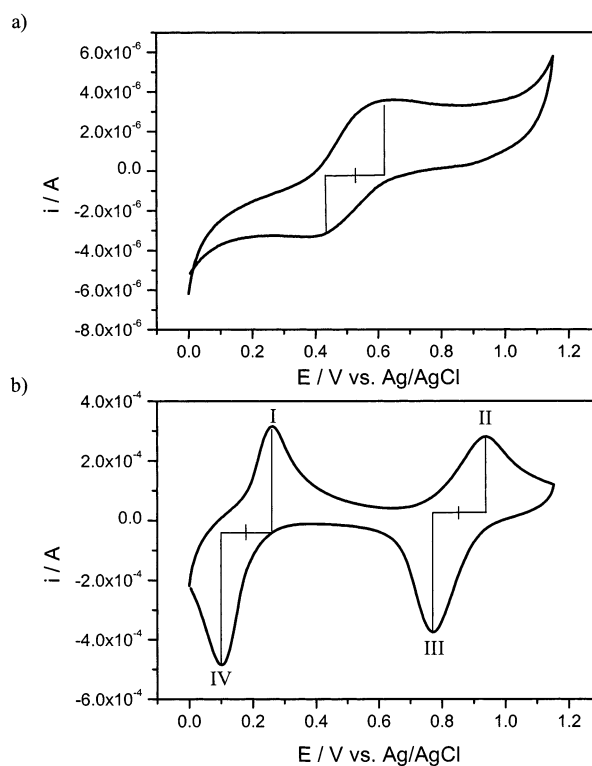 a)
6.0x10⁻⁶
4.0x10⁻⁶
2.0x10⁻⁶
0.0
-2.0x10⁻⁶
-4.0x10⁻⁶
-6.0x10⁻⁶
-8.0x10⁻⁶
i / A
0.0 0.2 0.4 0.6 0.8 1.0 1.2
E / V vs. Ag/AgCl
b)
4.0x10⁻⁴
2.0x10⁻⁴
0.0
-2.0x10⁻⁴
-4.0x10⁻⁴
-6.0x10⁻⁴
i / A
I
II
III
IV
0.0 0.2 0.4 0.6 0.8 1.0 1.2
E / V vs. Ag/AgCl